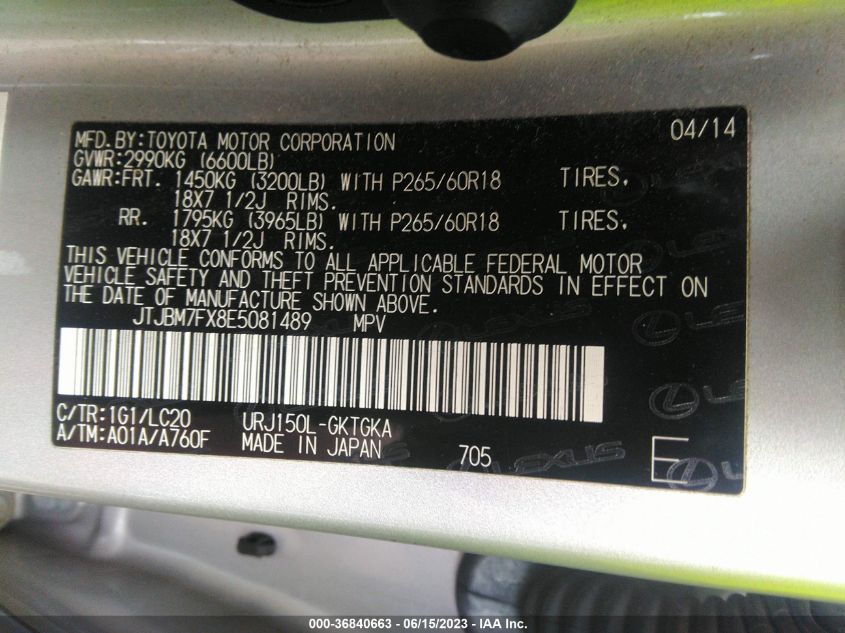 MFD.BY:TOYOTA MOTOR CORPORATION 04/14
GVWR:2990KG (6600LB)
GAWR:FRT. 1450KG (3200LB) WITH P265/60R18 TIRES,
18X7 1/2J RIMS.
RR. 1795KG (3965LB) WITH P265/60R18 TIRES,
18X7 1/2J RIMS.
THIS VEHICLE CONFORMS TO ALL APPLICABLE FEDERAL MOTOR
VEHICLE SAFETY AND THEFT PREVENTION STANDARDS IN EFFECT ON
THE DATE OF MANUFACTURE SHOWN ABOVE.
JTJBM7FX8E5081489 MPV
LEXUS
LEXUS
C/TR:1G1/LC20 URJ150L-GKTGKA
A/TM:A01A/A760F MADE IN JAPAN 705 E
LEXUS
000-36840663 - 06/15/2023 - IAA Inc.